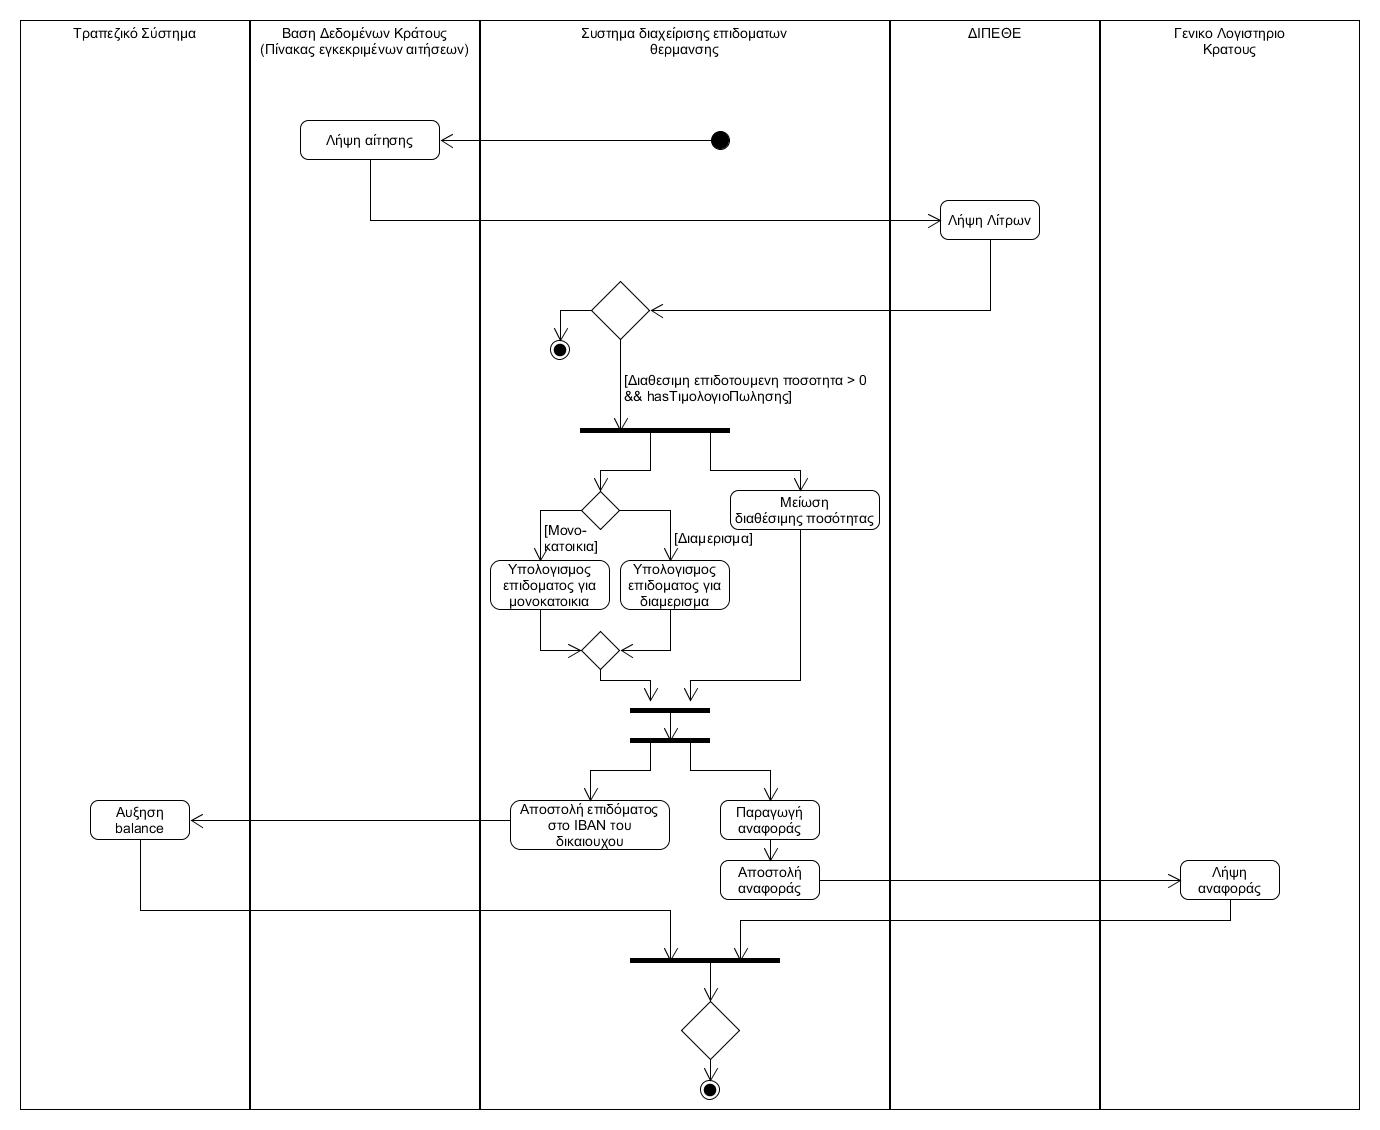 Τραπεζικό Σύστημα
Βαση Δεδομένων Κράτους
(Πίνακας εγκεκριμένων αιτήσεων)
Συστημα διαχείρισης επιδοματων
θερμανσης
ΔΙΠΕΘΕ
Γενικο Λογιστηριο
Κρατους
Λήψη αίτησης
Λήψη Λίτρων
[Διαθεσιμη επιδοτουμενη ποσοτητα > 0
&& hasΤιμολογιοΠωλησης]
Μείωση
διαθέσιμης ποσότητας
[Μονο-
κατοικια]
[Διαμερισμα]
Υπολογισμος
επιδοματος για
μονοκατοικια
Υπολογισμος
επιδοματος για
διαμερισμα
Αυξηση
balance
Αποστολή επιδόματος
στο IBAN του
δικαιουχου
Παραγωγή
αναφοράς
Αποστολή
αναφοράς
Λήψη
αναφοράς